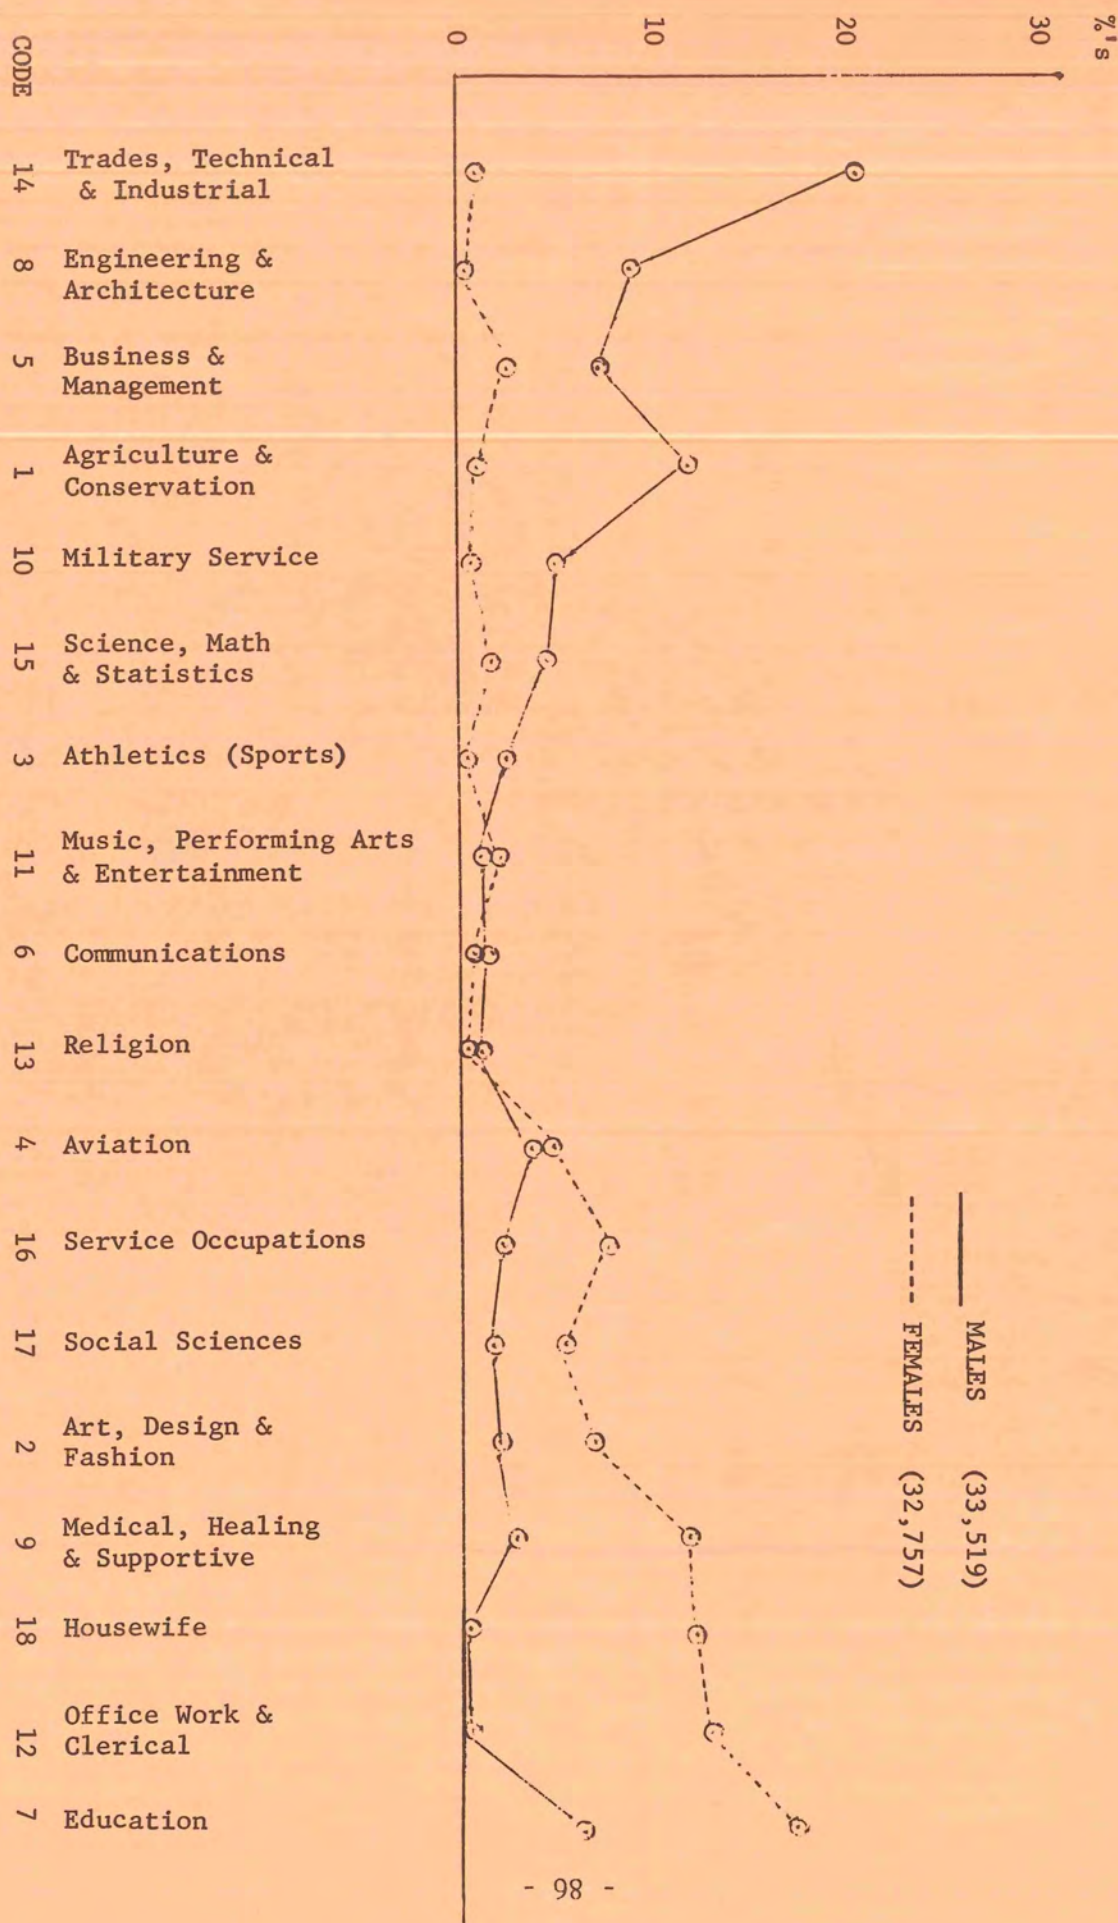 %'s
30
20
10
0
CODE
14 Trades, Technical
& Industrial
8 Engineering &
Architecture
5 Business &
Management
1 Agriculture &
Conservation
10 Military Service
15 Science, Math
& Statistics
3 Athletics (Sports)
11 Music, Performing Arts
& Entertainment
6 Communications
13 Religion
4 Aviation
16 Service Occupations
17 Social Sciences
2 Art, Design &
Fashion
9 Medical, Healing
& Supportive
18 Housewife
12 Office Work &
Clerical
7 Education
MALES (33,519)
FEMALES (32,757)
- 86 -